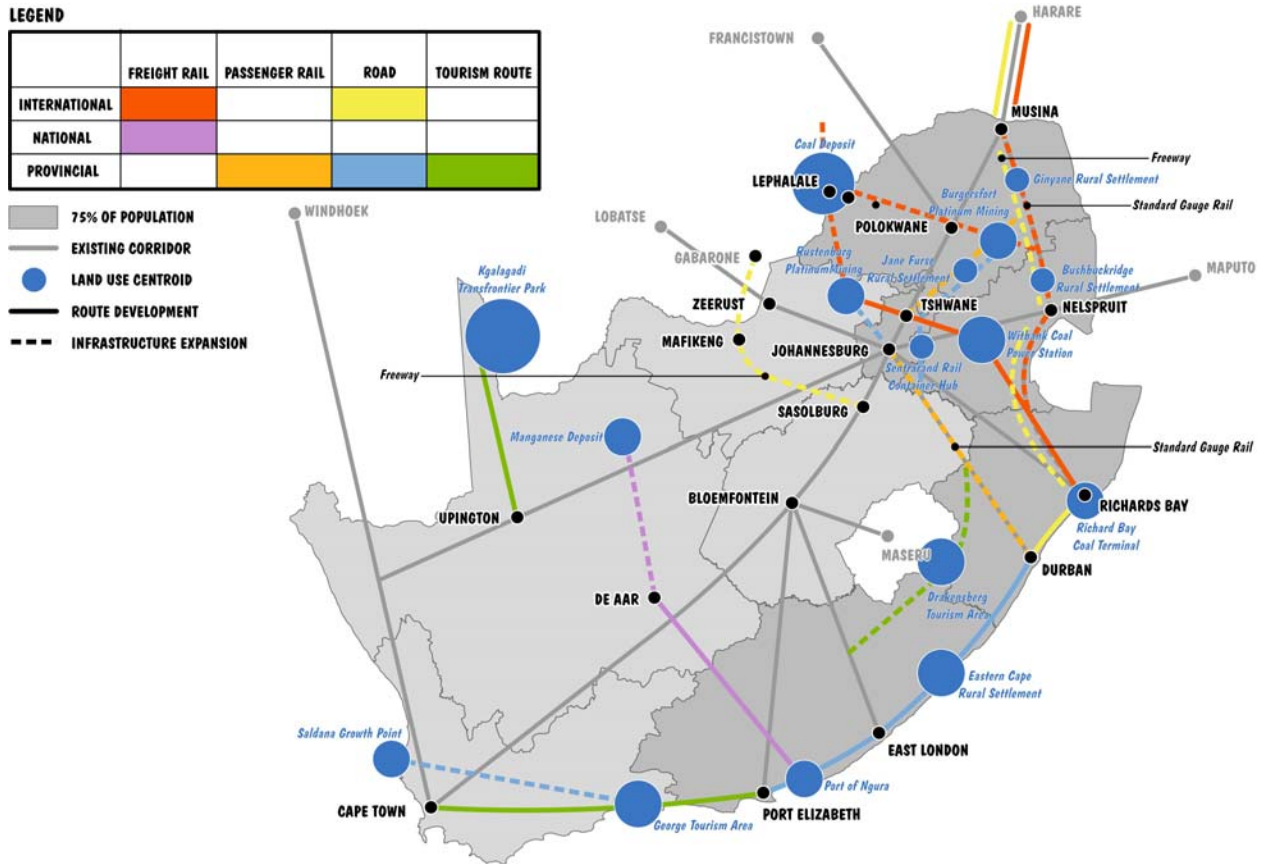 LEGEND
FREIGHT RAIL
PASSENGER RAIL
ROAD
TOURISM ROUTE
INTERNATIONAL
NATIONAL
PROVINCIAL
75% OF POPULATION
EXISTING CORRIDOR
LAND USE CENTROID
ROUTE DEVELOPMENT
INFRASTRUCTURE EXPANSION
HARARE
FRANCISTOWN
MUSINA
Coal Deposit
Freeway
LEPHALALE
Burgersfort
Platinum Mining
Ginyane Rural Settlement
Standard Gauge Rail
WINDHOEK
LOBATSE
POLOKWANE
GABARONE
Rustenburg
PlatinumMining
Jane Furse
Rural Settlement
Bushbuckridge
Rural Settlement
MAPUTO
Kgalagadi
Transfrontier Park
ZEERUST
TSHWANE
NELSPRUIT
MAFIKENG
JOHANNESBURG
Witbank Coal
Power Station
Sentrarand Rail
Container Hub
Freeway
SASOLBURG
Manganese Deposit
Standard Gauge Rail
BLOEMFONTEIN
UPINGTON
RICHARDS BAY
Richard Bay
Coal Terminal
MASERU
DURBAN
DE AAR
Drakensberg
Tourism Area
Eastern Cape
Rural Settlement
Saldana Growth Point
EAST LONDON
Port of Ngura
CAPE TOWN
George Tourism Area
PORT ELIZABETH